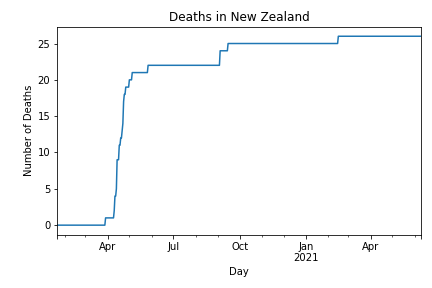 Deaths in New Zealand
Number of Deaths
25
20
15
10
5
0
Apr
Jul
Oct
Jan
2021
Apr
Day